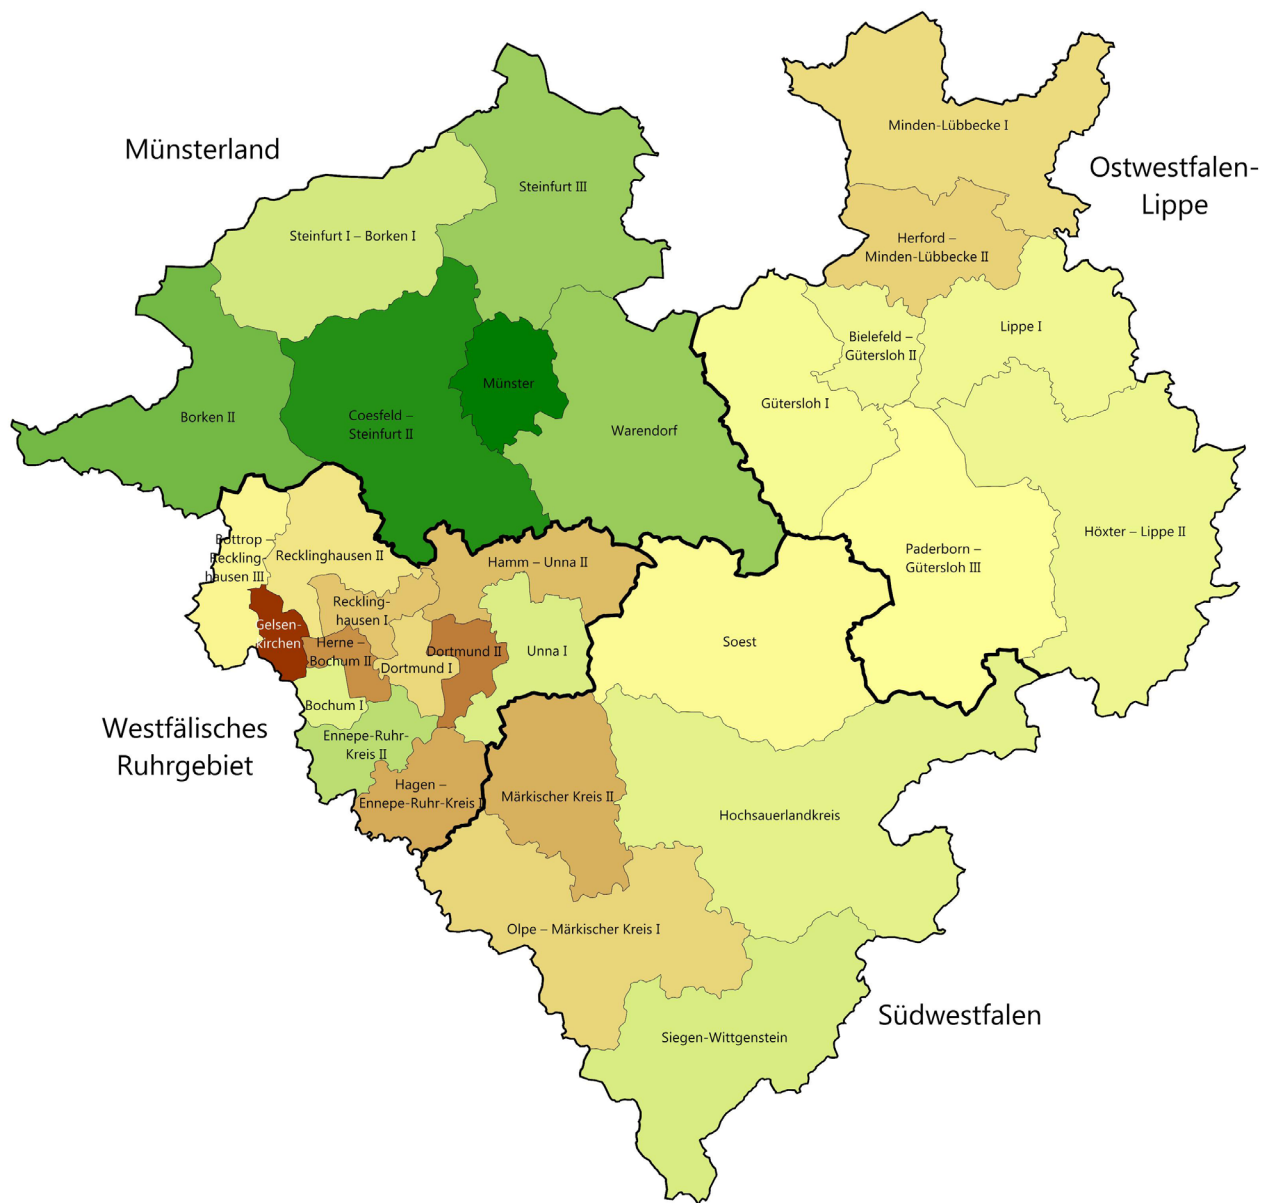 Münsterland
Minden-Lübbecke I
Ostwestfalen-
Lippe
Steinfurt III
Steinfurt I – Borken I
Herford –
Minden-Lübbecke II
Lippe I
Bielefeld –
Gütersloh II
Münster
Gütersloh I
Borken II
Coesfeld –
Steinfurt II
Warendorf
Höxter – Lippe II
Bottrop –
Reckling-
hausen III
Recklinghausen II
Hamm – Unna II
Paderborn –
Gütersloh III
Reckling-
hausen I
Gelsen-
kirchen
Herne –
Bochum II
Dortmund I
Dortmund II
Unna I
Soest
Bochum I
Westfälisches
Ruhrgebiet
Ennepe-Ruhr-
Kreis II
Hagen –
Ennepe-Ruhr-Kreis I
Märkischer Kreis II
Hochsauerlandkreis
Olpe – Märkischer Kreis I
Südwestfalen
Siegen-Wittgenstein